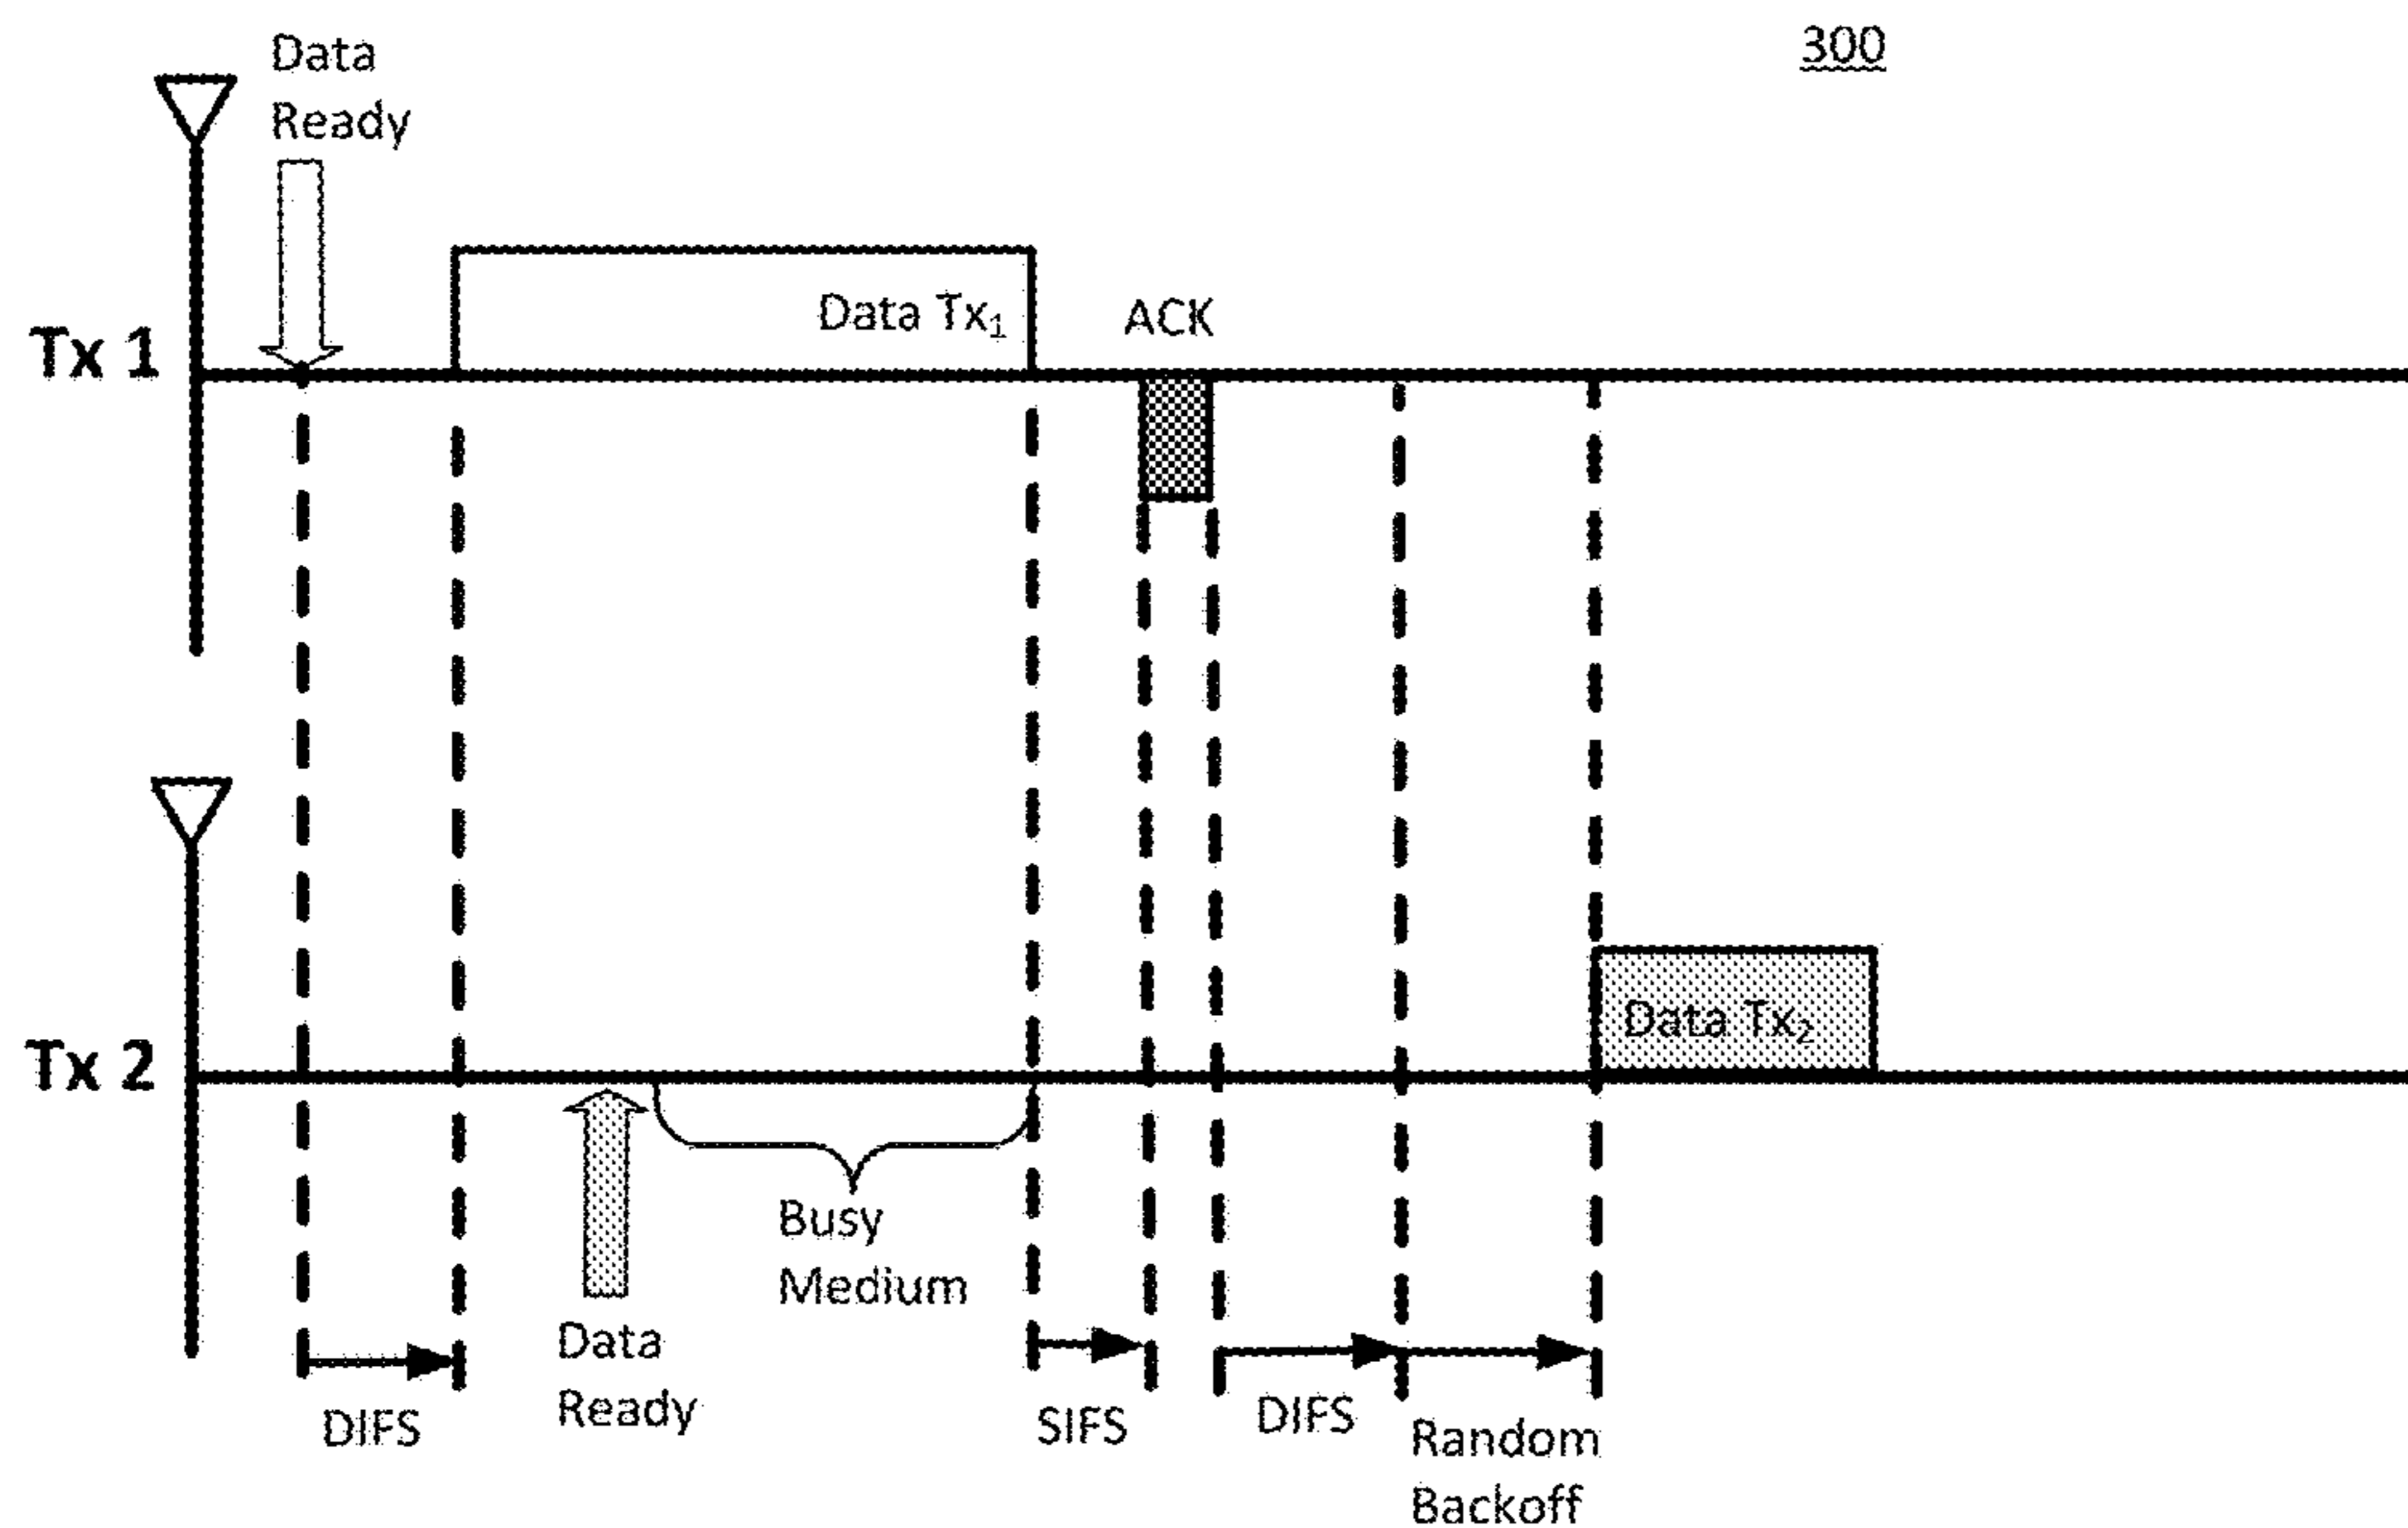 300
Data
Ready
Data Tx₁
ACK
Tx 1
Data Tx₂
Tx 2
Busy
Medium
Data
Ready
DIFS
SIFS
DIFS
Random
Backoff